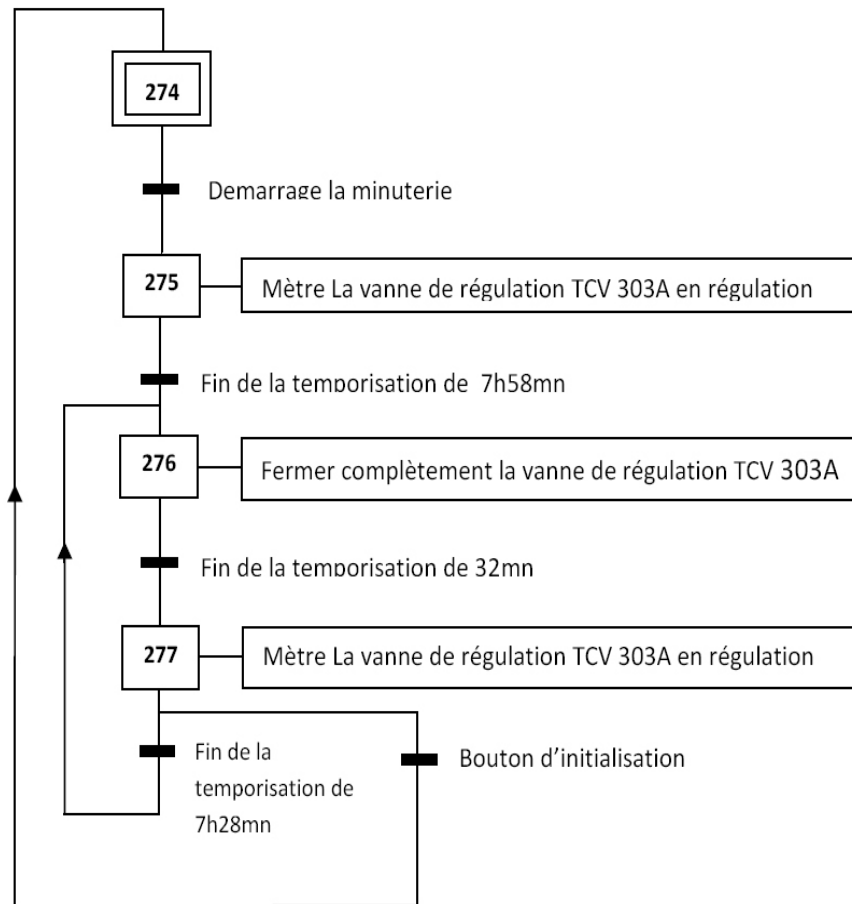 274
Demarrage la minuterie
275
Mètre La vanne de régulation TCV 303A en régulation
Fin de la temporisation de 7h58mn
276
Fermer complètement la vanne de régulation TCV 303A
Fin de la temporisation de 32mn
277
Mètre La vanne de régulation TCV 303A en régulation
Fin de la
temporisation de
7h28mn
Bouton d'initialisation